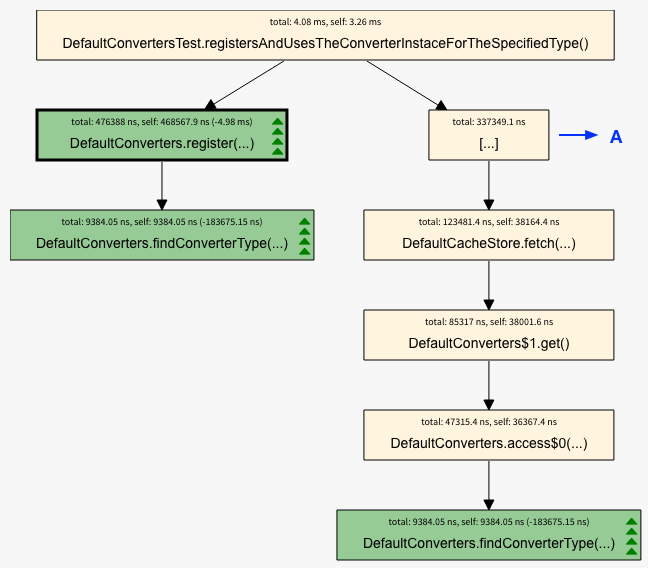 total: 4.08 ms, self: 3.26 ms
DefaultConvertersTest.registersAndUsesTheConverterInstaceForTheSpecifiedType()
total: 476388 ns, self: 468567.9 ns (-4.98 ms)
DefaultConverters.register(...)
total: 337349.1 ns
[...]
A
total: 9384.05 ns, self: 9384.05 ns (-183675.15 ns)
DefaultConverters.findConverterType(...)
total: 123481.4 ns, self: 38164.4 ns
DefaultCacheStore.fetch(...)
total: 85317 ns, self: 38001.6 ns
DefaultConverters$1.get()
total: 47315.4 ns, self: 36367.4 ns
DefaultConverters.access$0(...)
total: 9384.05 ns, self: 9384.05 ns (-183675.15 ns)
DefaultConverters.findConverterType(...)